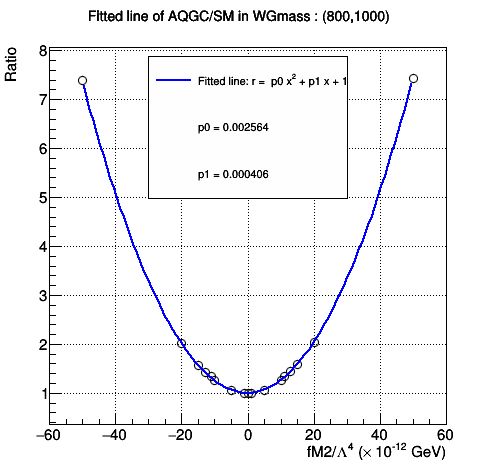 Fitted line of AQGC/SM in WGmass : (800,1000)
Ratio
8
7
6
5
4
3
2
1
Fitted line: r = p0 x² + p1 x + 1
p0 = 0.002564
p1 = 0.000406
−60 −40 −20 0 20 40 60
fM2/Λ⁴ (× 10⁻¹² GeV)